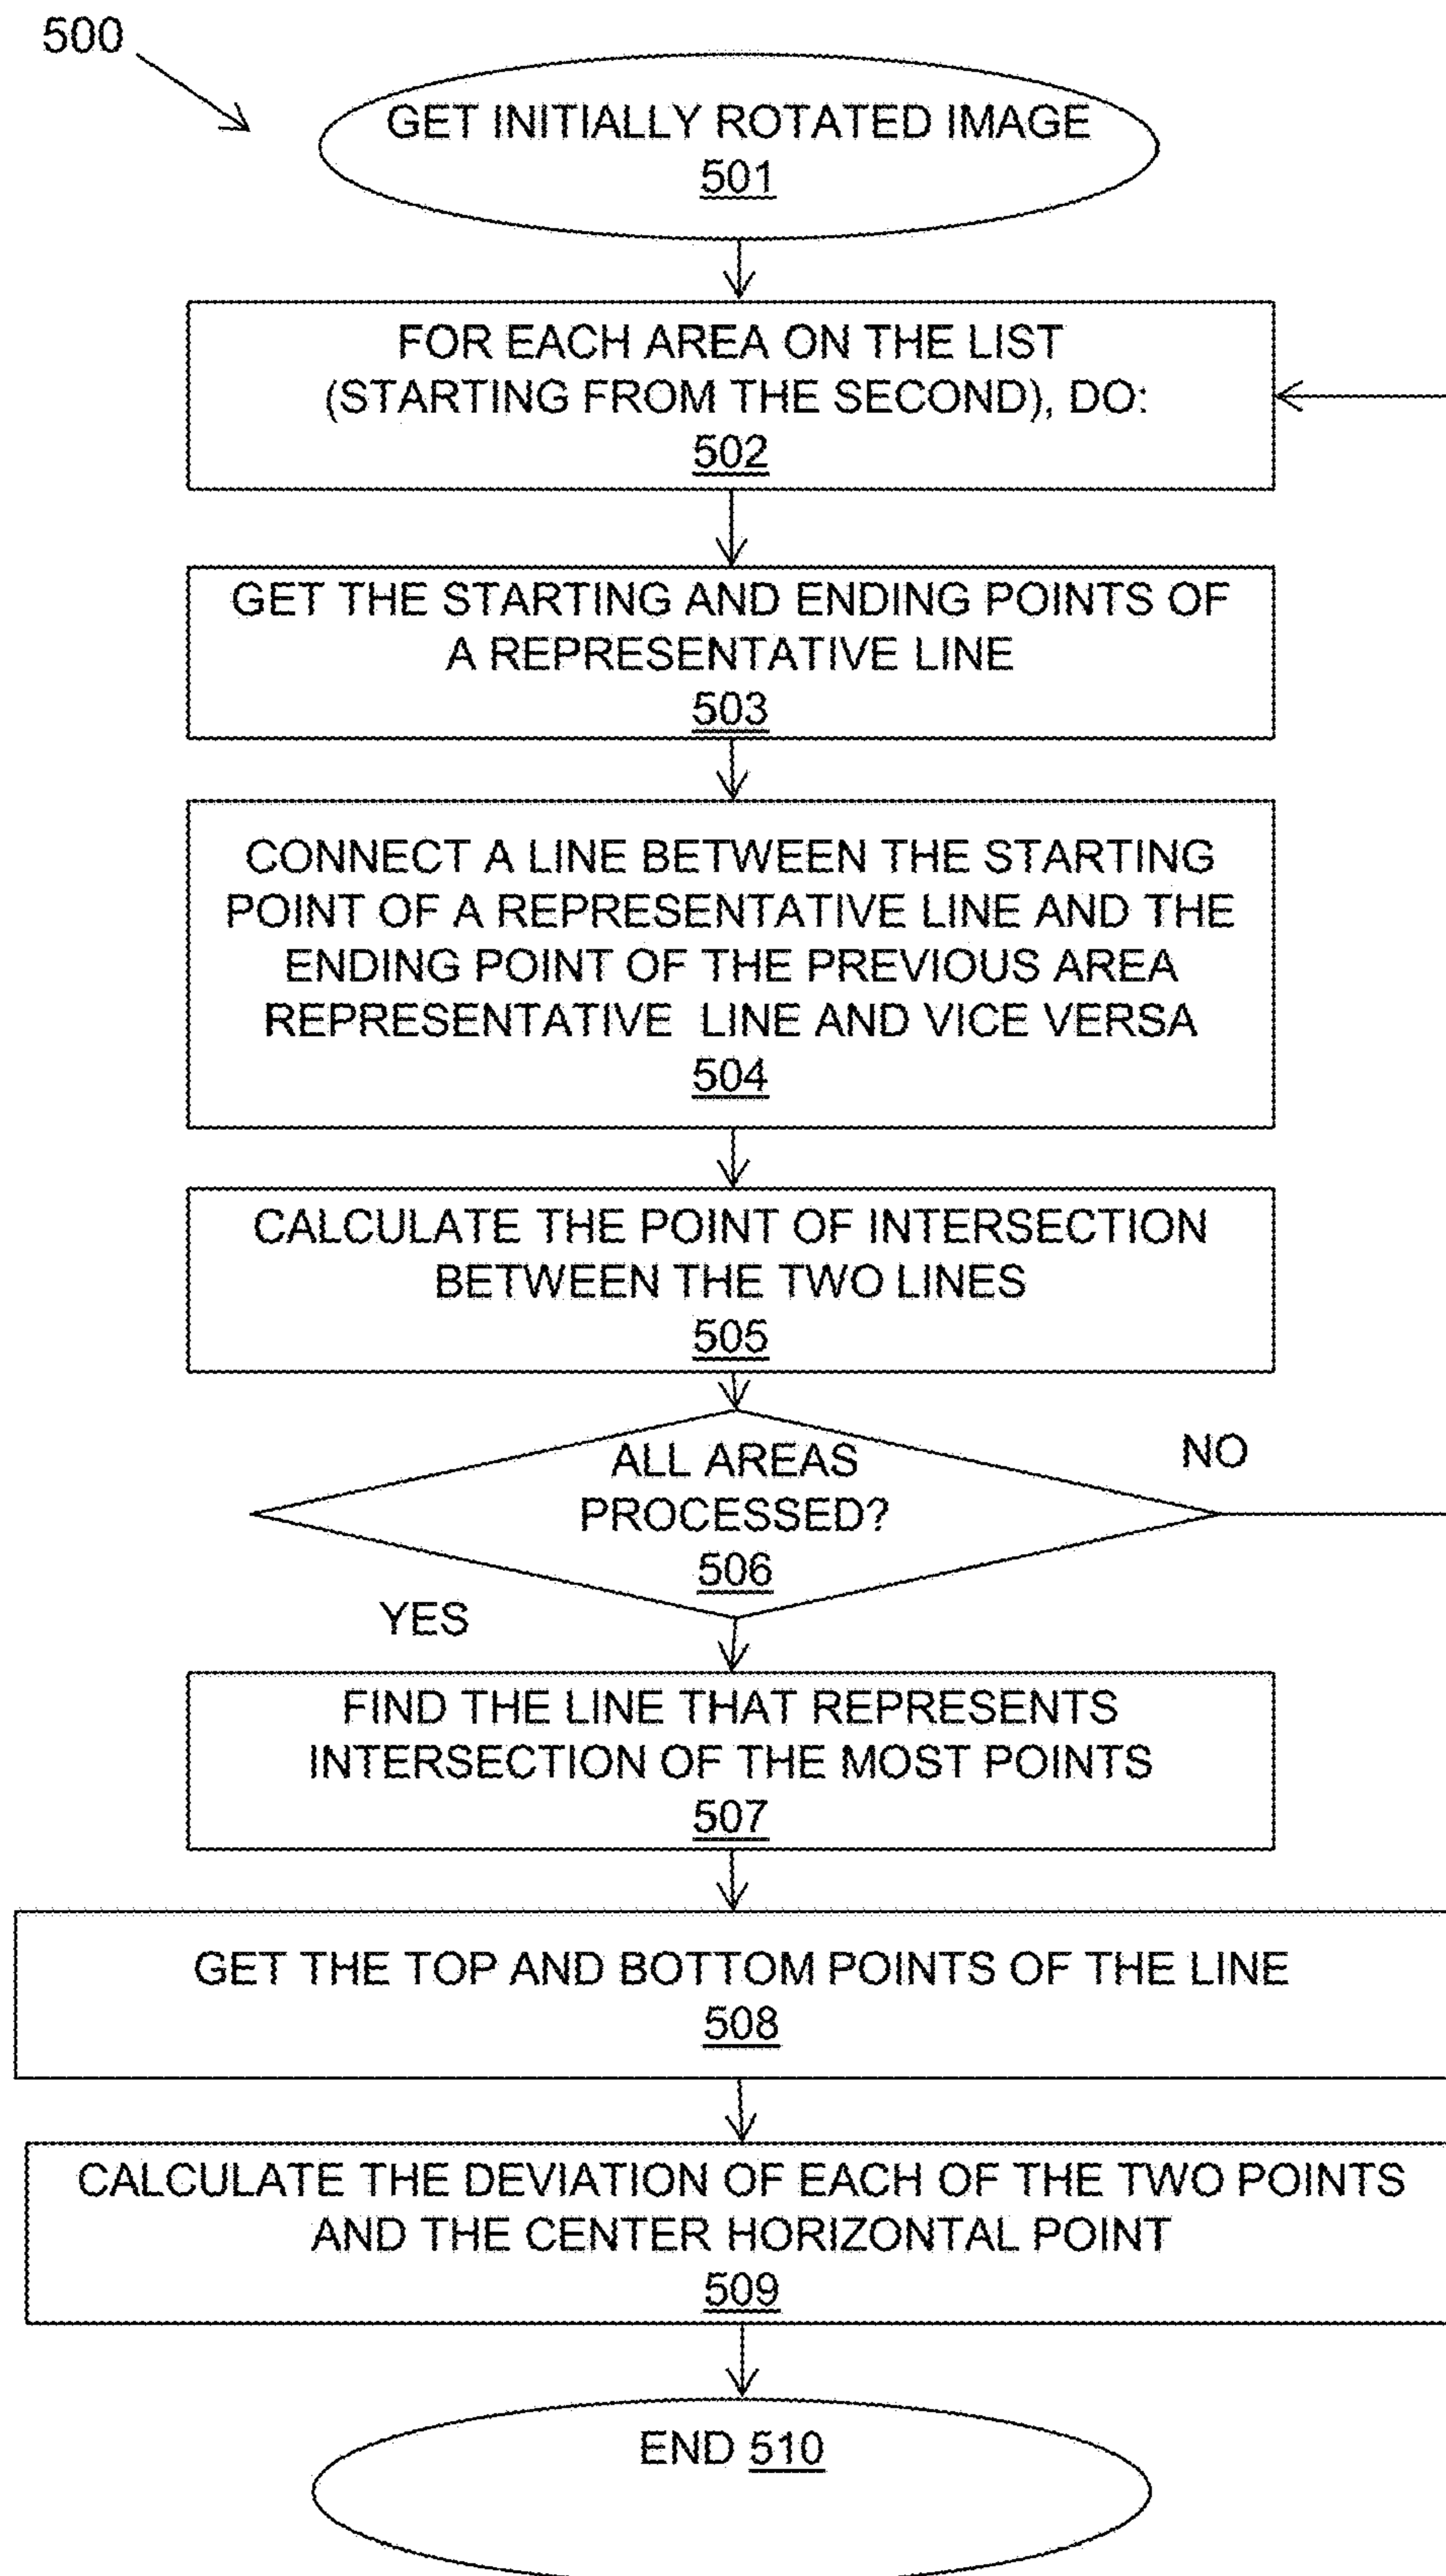 500
GET INITIALLY ROTATED IMAGE
501
FOR EACH AREA ON THE LIST
(STARTING FROM THE SECOND), DO:
502
GET THE STARTING AND ENDING POINTS OF
A REPRESENTATIVE LINE
503
CONNECT A LINE BETWEEN THE STARTING
POINT OF A REPRESENTATIVE LINE AND THE
ENDING POINT OF THE PREVIOUS AREA
REPRESENTATIVE LINE AND VICE VERSA
504
CALCULATE THE POINT OF INTERSECTION
BETWEEN THE TWO LINES
505
ALL AREAS
PROCESSED?
506
NO
YES
FIND THE LINE THAT REPRESENTS
INTERSECTION OF THE MOST POINTS
507
GET THE TOP AND BOTTOM POINTS OF THE LINE
508
CALCULATE THE DEVIATION OF EACH OF THE TWO POINTS
AND THE CENTER HORIZONTAL POINT
509
END 510